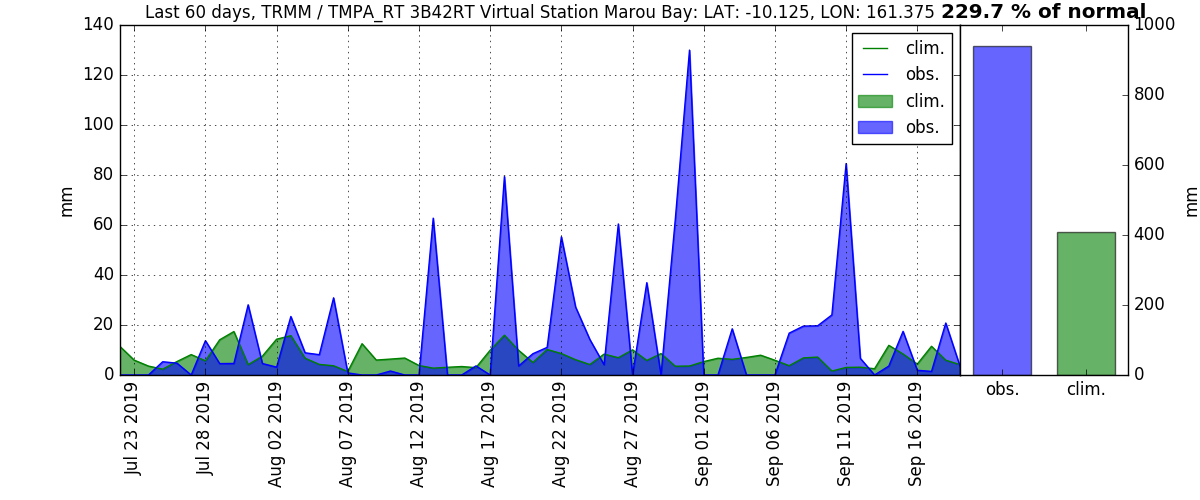 Last 60 days, TRMM / TMPA_RT 3B42RT Virtual Station Marou Bay: LAT: -10.125, LON: 161.375 229.7 % of normal
140
120
100
80
60
40
20
0
mm
clim.
obs.
clim.
obs.
1000
800
600
400
200
0
mm
Jul 23 2019
Jul 28 2019
Aug 02 2019
Aug 07 2019
Aug 12 2019
Aug 17 2019
Aug 22 2019
Aug 27 2019
Sep 01 2019
Sep 06 2019
Sep 11 2019
Sep 16 2019
obs.
clim.